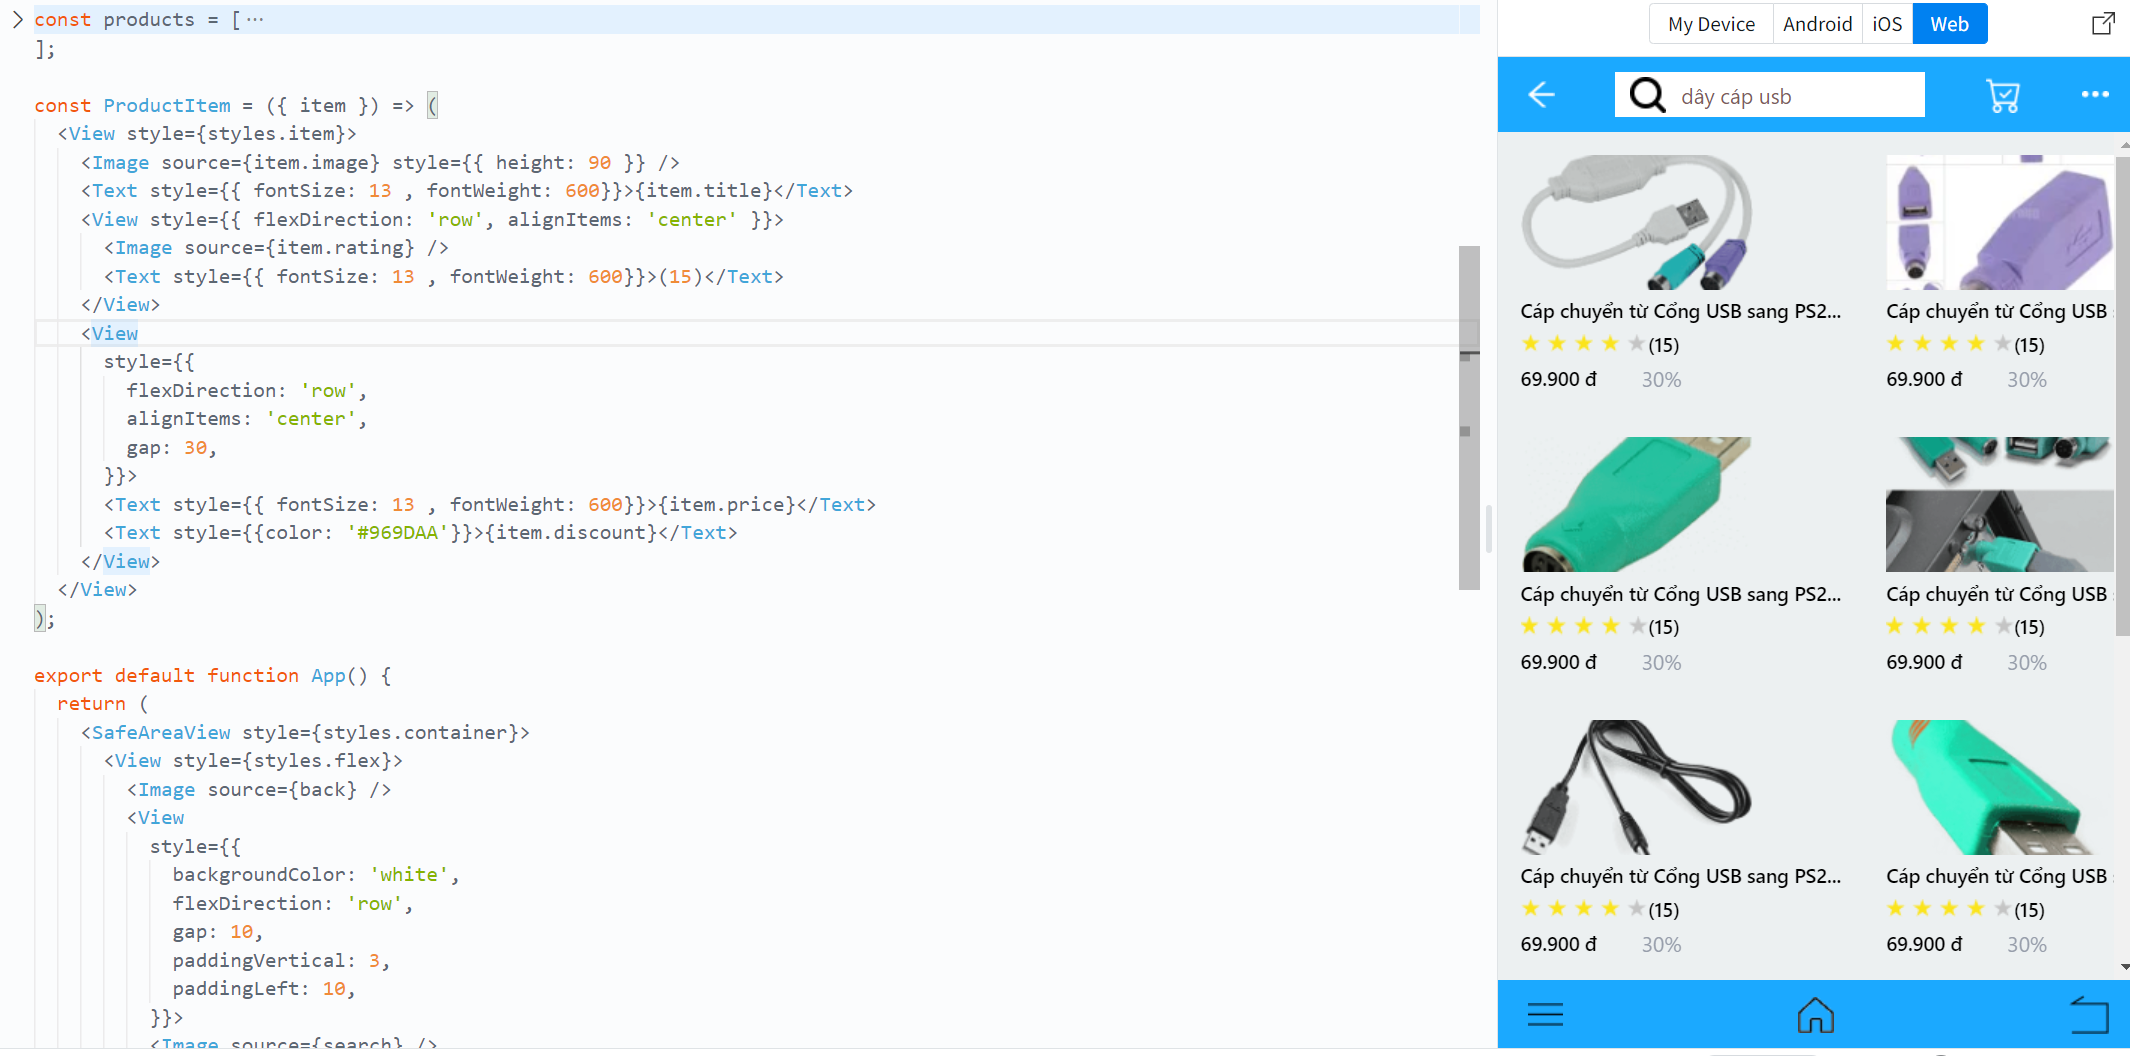 const products = [ ···
];
const ProductItem = ({ item }) => (
<View style={styles.item}>
<Image source={item.image} style={{ height: 90 }} />
<Text style={{ fontSize: 13 , fontWeight: 600}}>{item.title}</Text>
<View style={{ flexDirection: 'row', alignItems: 'center' }}>
<Image source={item.rating} />
<Text style={{ fontSize: 13 , fontWeight: 600}}>(15)</Text>
</View>
<View
style={{
flexDirection: 'row',
alignItems: 'center',
gap: 30,
}}>
<Text style={{ fontSize: 13 , fontWeight: 600}}>{item.price}</Text>
<Text style={{color: '#969DAA'}}>{item.discount}</Text>
</View>
</View>
);
export default function App() {
return (
<SafeAreaView style={styles.container}>
<View style={styles.flex}>
<Image source={back} />
<View
style={{
backgroundColor: 'white',
flexDirection: 'row',
gap: 10,
paddingVertical: 3,
paddingLeft: 10,
}}>
<Image source={search} />
My Device Android iOS Web
dây cáp usb
Cáp chuyển từ Cổng USB sang PS2... Cáp chuyển từ Cổng USB
(15) (15)
69.900 đ 30% 69.900 đ 30%
Cáp chuyển từ Cổng USB sang PS2... Cáp chuyển từ Cổng USB
(15) (15)
69.900 đ 30% 69.900 đ 30%
Cáp chuyển từ Cổng USB sang PS2... Cáp chuyển từ Cổng USB
(15) (15)
69.900 đ 30% 69.900 đ 30%